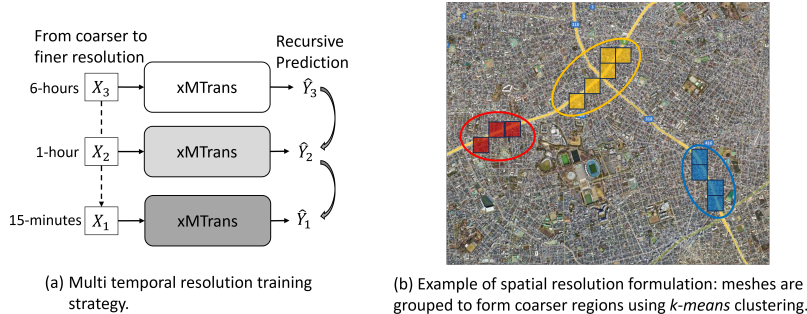 From coarser to
finer resolution
Recursive
Prediction
6-hours
X₃
xMTrans
Ŷ₃
1-hour
X₂
xMTrans
Ŷ₂
15-minutes
X₁
xMTrans
Ŷ₁
(a) Multi temporal resolution training
strategy.
(b) Example of spatial resolution formulation: meshes are
grouped to form coarser regions using k-means clustering.